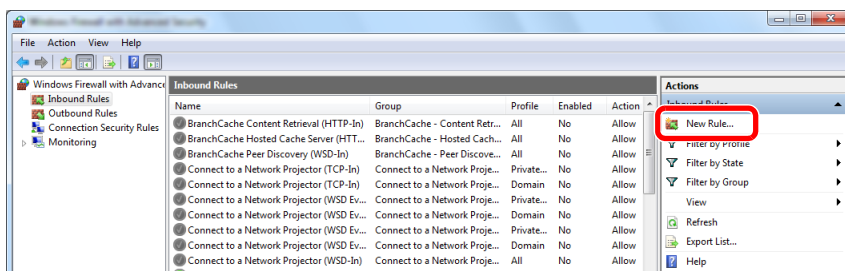 Windows Firewall with Advanced Security
File Action View Help
Windows Firewall with Advance
Inbound Rules
Outbound Rules
Connection Security Rules
Monitoring
Inbound Rules
Name Group Profile Enabled Action
BranchCache Content Retrieval (HTTP-In) BranchCache - Content Retr... All No Allow
BranchCache Hosted Cache Server (HTT... BranchCache - Hosted Cach... All No Allow
BranchCache Peer Discovery (WSD-In) BranchCache - Peer Discove... All No Allow
Connect to a Network Projector (TCP-In) Connect to a Network Proje... Private... No Allow
Connect to a Network Projector (TCP-In) Connect to a Network Proje... Domain No Allow
Connect to a Network Projector (WSD Ev... Connect to a Network Proje... Private... No Allow
Connect to a Network Projector (WSD Ev... Connect to a Network Proje... Domain No Allow
Connect to a Network Projector (WSD Ev... Connect to a Network Proje... Private... No Allow
Connect to a Network Projector (WSD Ev... Connect to a Network Proje... Domain No Allow
Connect to a Network Projector (WSD-In) Connect to a Network Proje... All No Allow
Actions
Inbound Rules
New Rule...
Filter by Profile
Filter by State
Filter by Group
View
Refresh
Export List...
Help